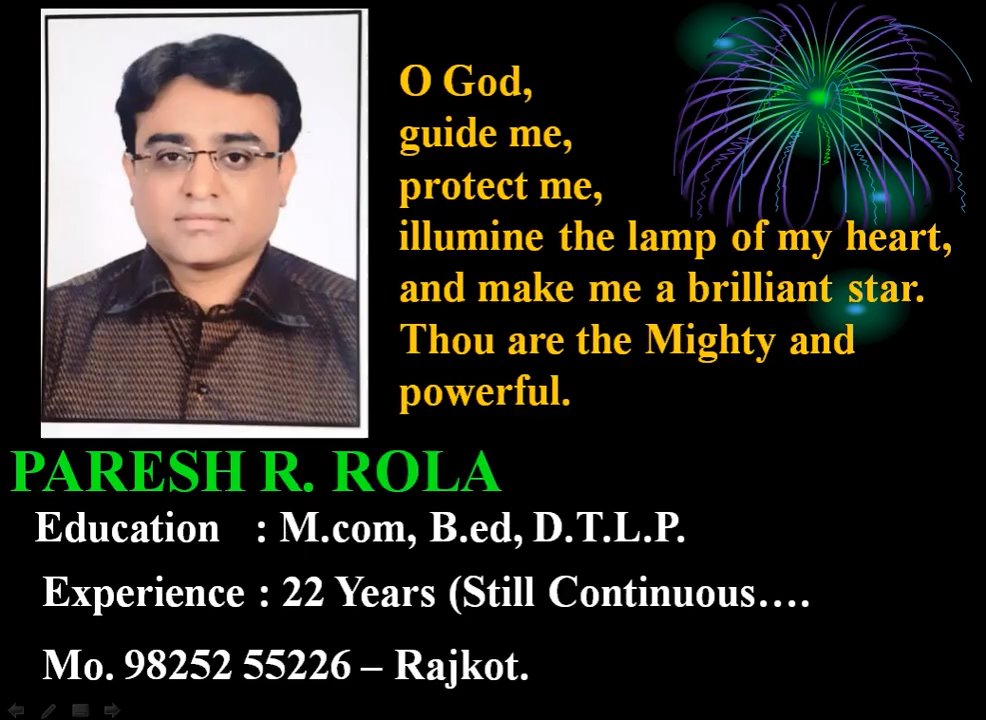 O God,
guide me,
protect me,
illumine the lamp of my heart,
and make me a brilliant star.
Thou are the Mighty and
powerful.
PARESH R. ROLA
Education : M.com, B.ed, D.T.L.P.
Experience : 22 Years (Still Continuous....
Mo. 98252 55226 – Rajkot.